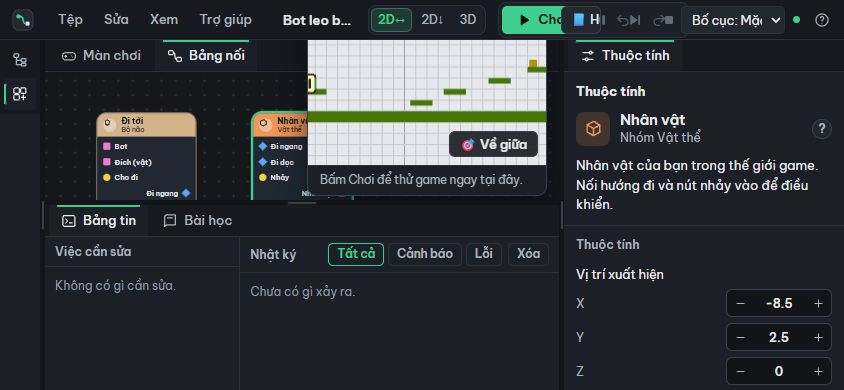 Tệp Sửa Xem Trợ giúp Bot leo b... 2D↔ 2D↓ 3D Bố cục: Mặc
Màn chơi Bảng nối
Đi tới
Bộ não
Bot
Đích (vật)
Cho đi
Đi ngang
Vật thể
Đi ngang
Đi dọc
Nhảy
Về giữa
Bấm Chơi để thử game ngay tại đây.
Bảng tin Bài học
Việc cần sửa
Không có gì cần sửa.
Nhật ký Tất cả Cảnh báo Lỗi Xóa
Chưa có gì xảy ra.
Thuộc tính
Thuộc tính
Nhân vật
Nhóm Vật thể
?
Nhân vật của bạn trong thế giới game.
Nối hướng đi và nút nhảy vào để điều
khiển.
Thuộc tính
Vị trí xuất hiện
X − -8.5 +
Y − 2.5 +
Z − 0 +